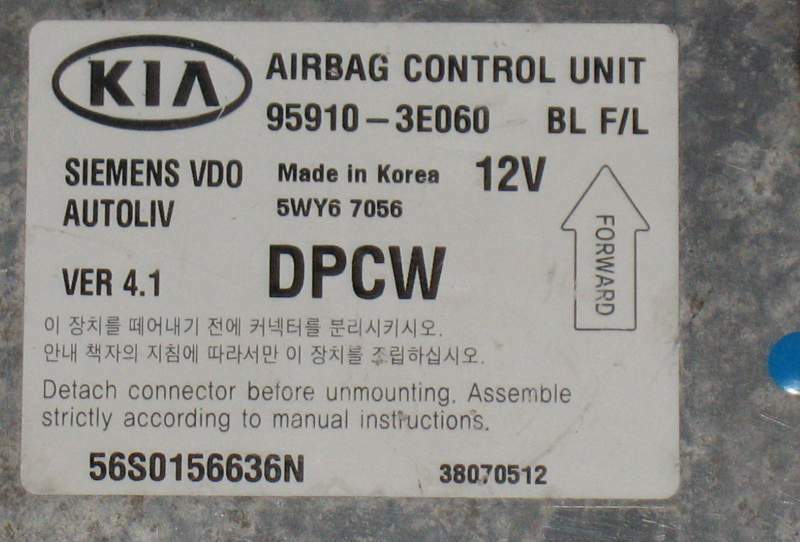 KIA AIRBAG CONTROL UNIT
95910-3E060 BL F/L
SIEMENS VDO Made in Korea 12V
AUTOLIV 5WY6 7056
FORWARD
VER 4.1 DPCW
이 장치를 떼어내기 전에 커넥터를 분리시키시오.
안내 책자의 지침에 따라서만 이 장치를 조립하십시오.
Detach connector before unmounting. Assemble
strictly according to manual instructions.
56S0156636N 38070512